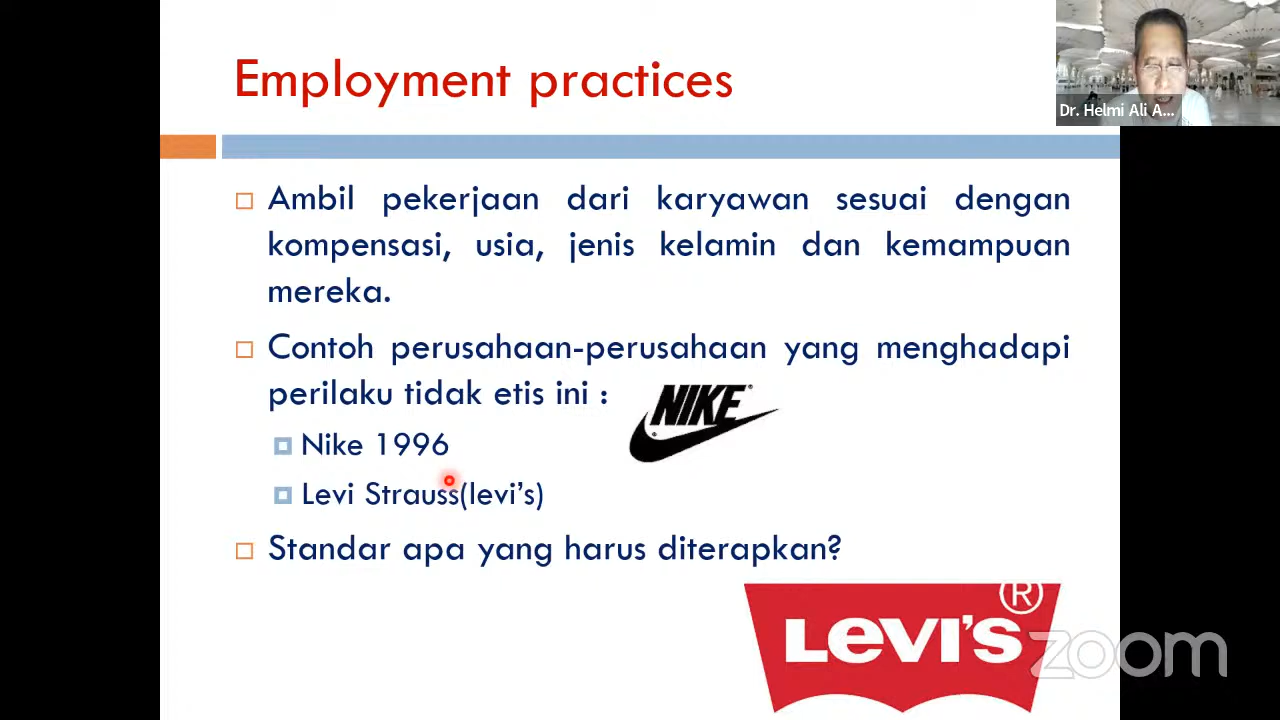 Employment practices
Dr. Helmi Ali A...
Ambil pekerjaan dari karyawan sesuai dengan
kompensasi, usia, jenis kelamin dan kemampuan
mereka.
Contoh perusahaan-perusahaan yang menghadapi
perilaku tidak etis ini :
NIKE
Nike 1996
Levi Strauss(levi's)
Standar apa yang harus diterapkan?
LEVI'S ®
zoom